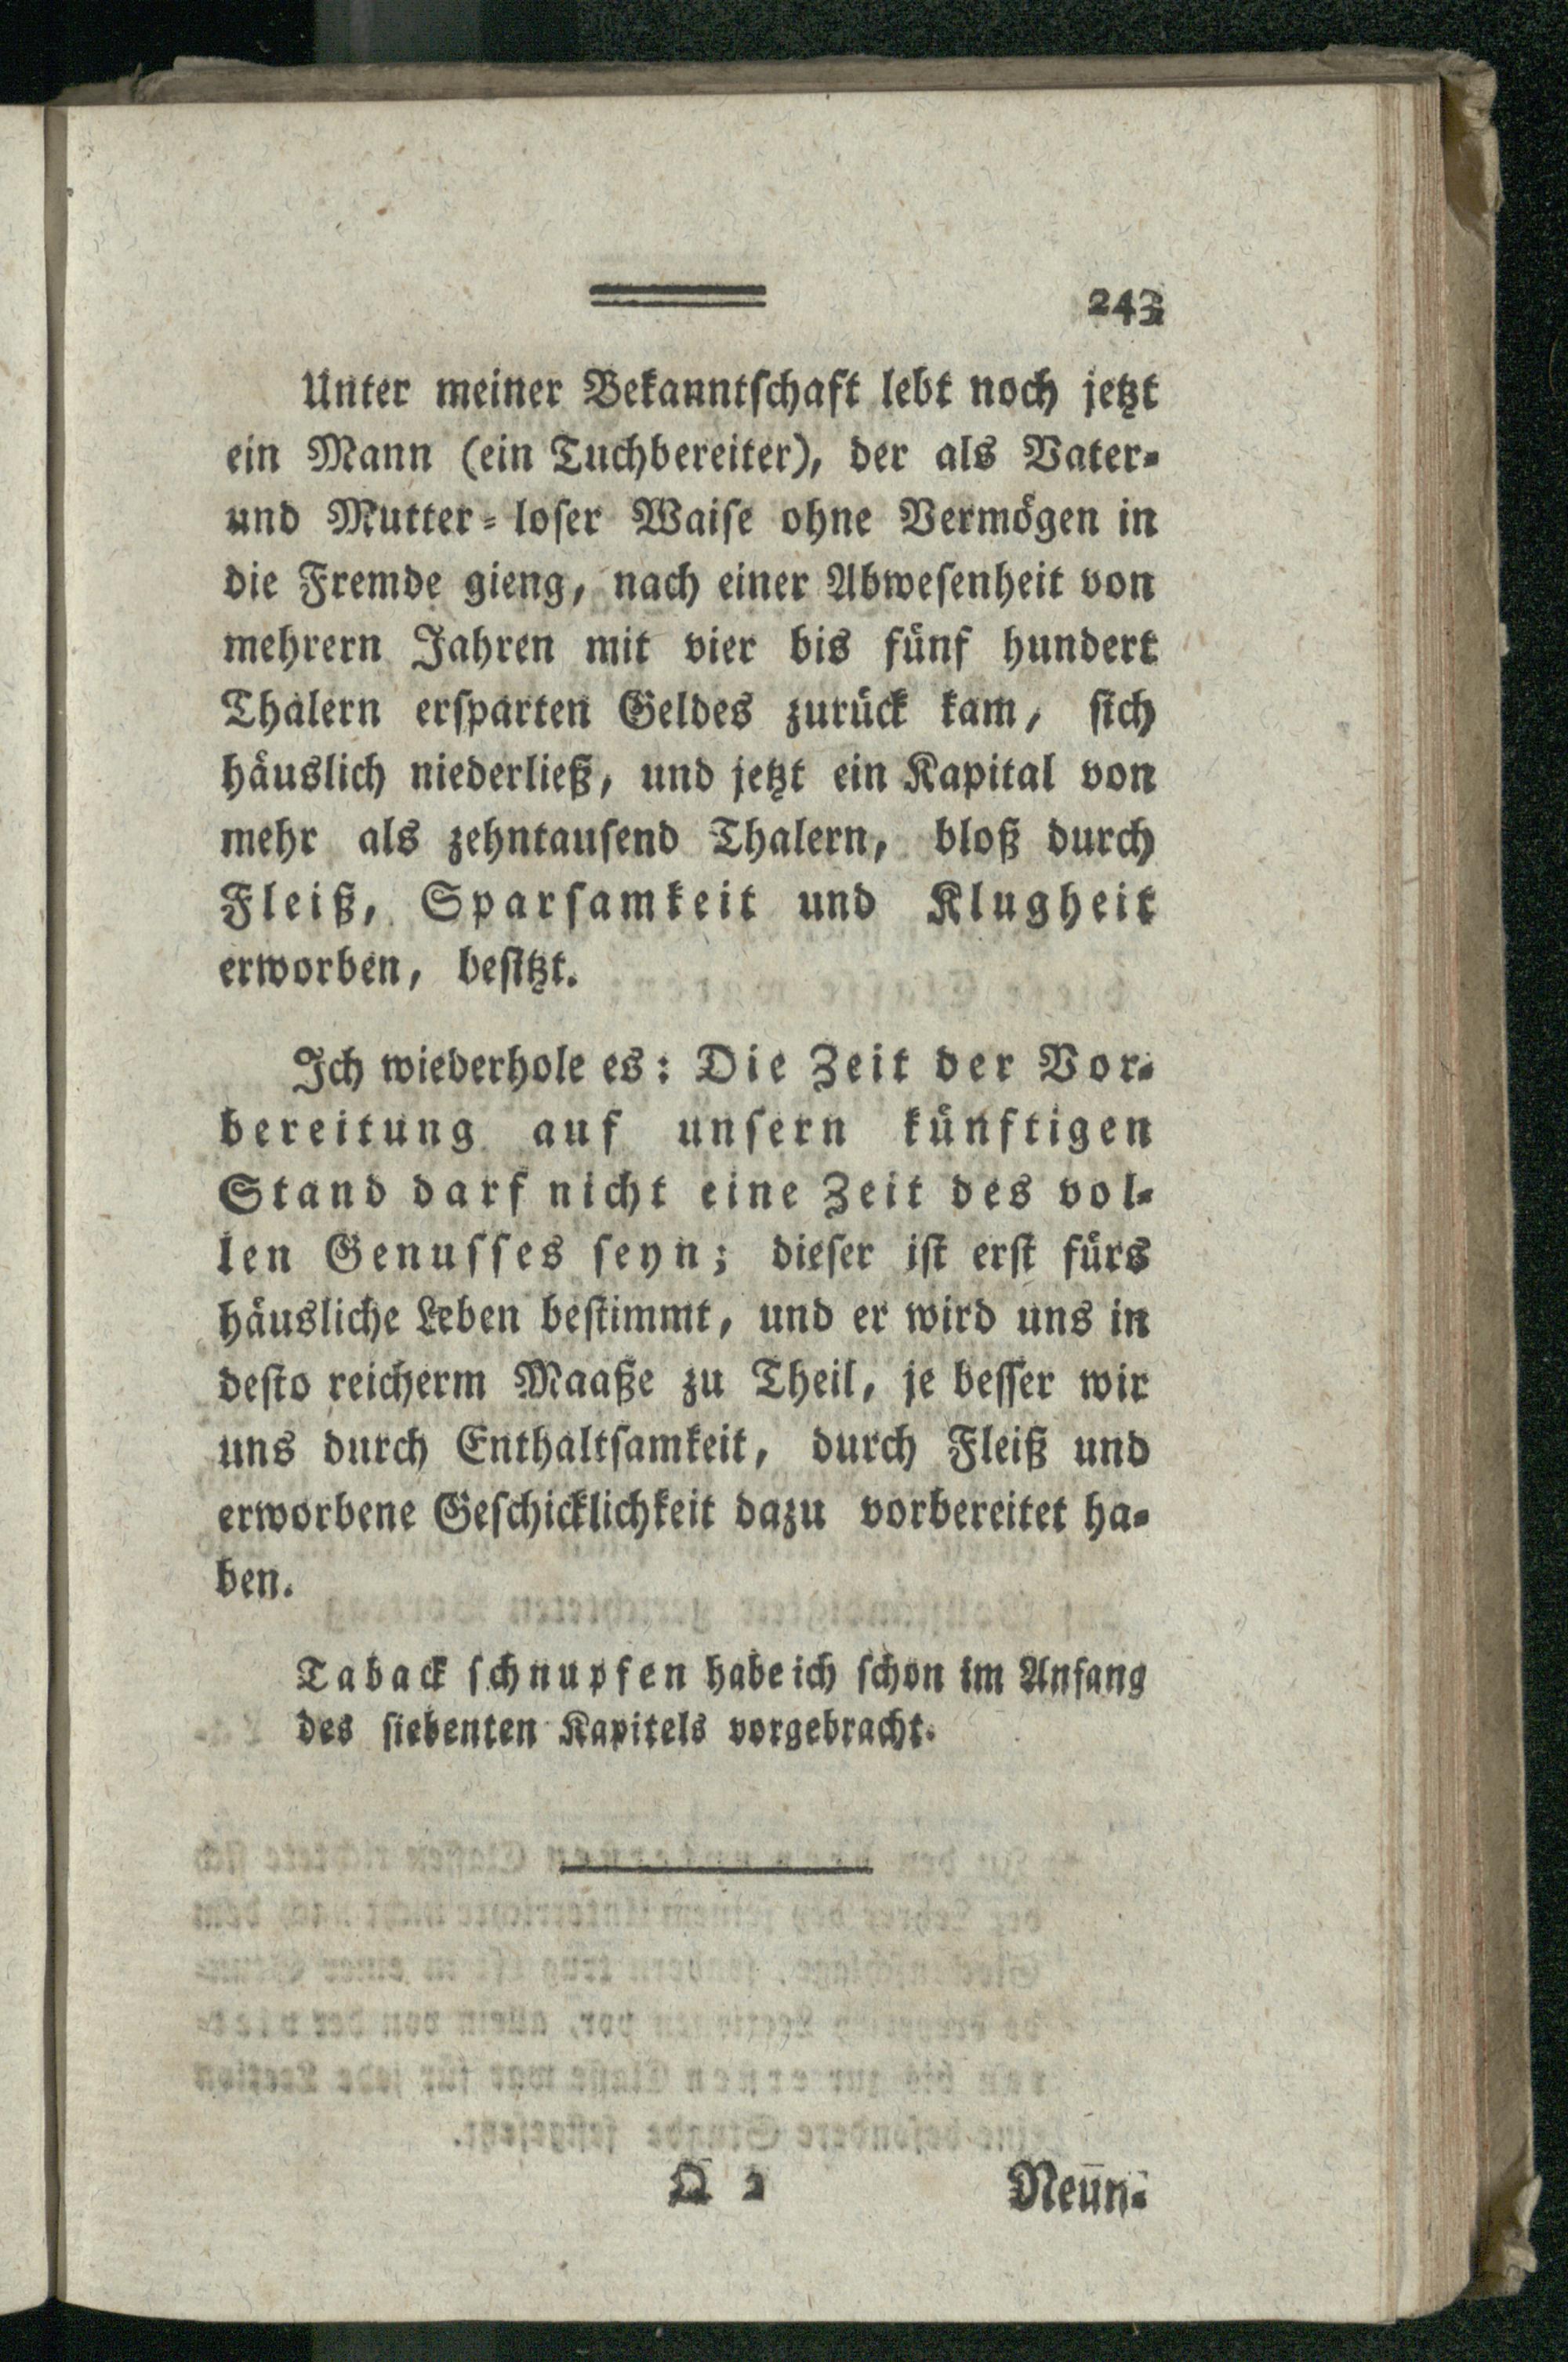 243
Unter meiner Bekanntschaft lebt noch jetzt
ein Mann (ein Tuchbereiter), der als Vater-
und Mutter-loser Waise ohne Vermögen in
die Fremde gieng, nach einer Abwesenheit von
mehrern Jahren mit vier bis fünf hundert
Thalern ersparten Geldes zurück kam, sich
häuslich niederließ, und jetzt ein Kapital von
mehr als zehntausend Thalern, bloß durch
Fleiß, Sparsamkeit und Klugheit
erworben, besitzt.
Ich wiederhole es: Die Zeit der Vor-
bereitung auf unsern künftigen
Stand darf nicht eine Zeit des vol-
len Genusses seyn; dieser ist erst fürs
häusliche Leben bestimmt, und er wird uns in
desto reicherm Maaße zu Theil, je besser wir
uns durch Enthaltsamkeit, durch Fleiß und
erworbene Geschicklichkeit dazu vorbereitet ha-
ben.
Taback schnupfen habe ich schon im Anfang
des siebenten Kapitels vorgebracht.
Q 2 Neun-